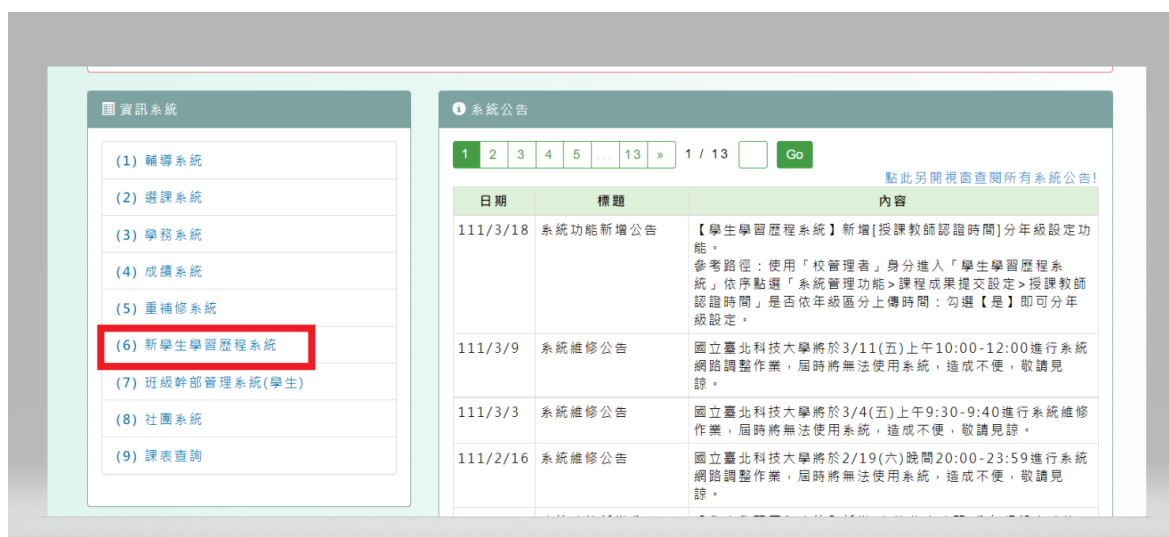 資訊系統
(1) 輔導系統
(2) 選課系統
(3) 學務系統
(4) 成績系統
(5) 重補修系統
(6) 新學生學習歷程系統
(7) 班級幹部管理系統(學生)
(8) 社團系統
(9) 課表查詢
系統公告
1 2 3 4 5 ... 13 » 1 / 13 Go
點此另開視窗查閱所有系統公告!
日期 標題 內容
111/3/18 系統功能新增公告 【學生學習歷程系統】新增[授課教師認證時間]分年級設定功
能。
參考路徑：使用「校管理者」身分進入「學生學習歷程系
統」依序點選「系統管理功能>課程成果提交設定>授課教師
認證時間」是否依年級區分上傳時間：勾選【是】即可分年
級設定。
111/3/9 系統維修公告 國立臺北科技大學將於3/11(五)上午10:00-12:00進行系統
網路調整作業，屆時將無法使用系統，造成不便，敬請見
諒。
111/3/3 系統維修公告 國立臺北科技大學將於3/4(五)上午9:30-9:40進行系統維修
作業，屆時將無法使用系統，造成不便，敬請見諒。
111/2/16 系統維修公告 國立臺北科技大學將於2/19(六)晚間20:00-23:59進行系統
網路調整作業，屆時將無法使用系統，造成不便，敬請見
諒。